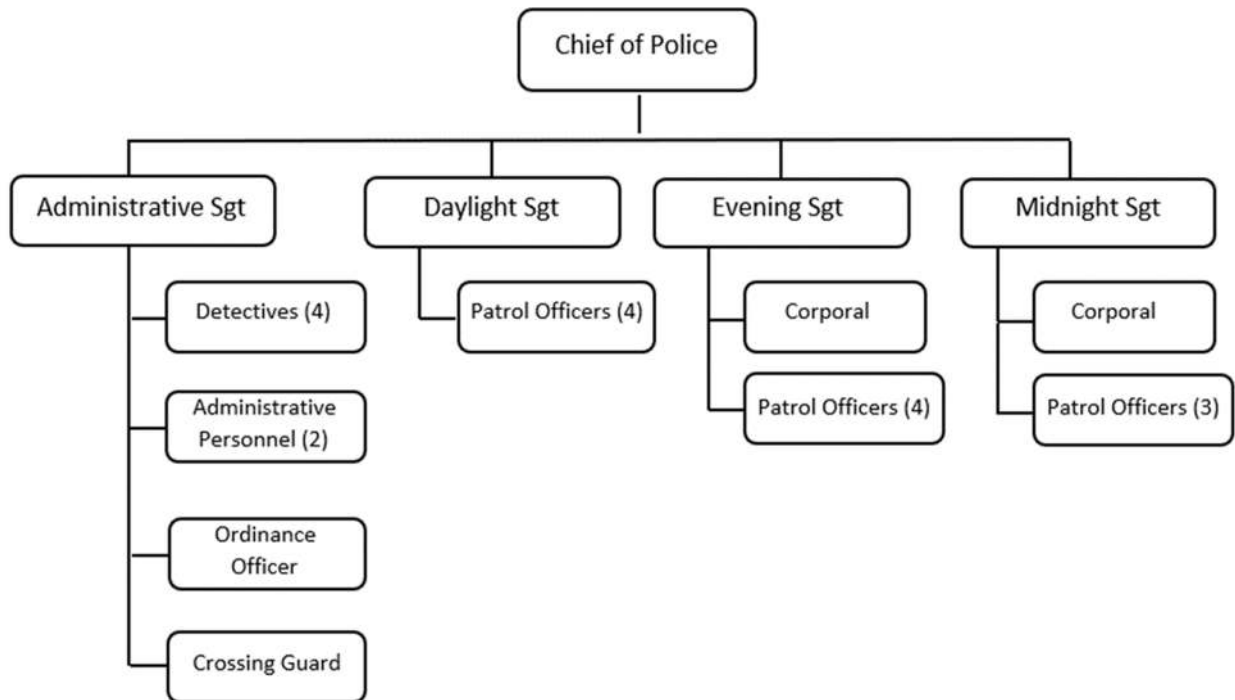 Chief of Police
Administrative Sgt
Daylight Sgt
Evening Sgt
Midnight Sgt
Detectives (4)
Patrol Officers (4)
Corporal
Corporal
Administrative
Personnel (2)
Patrol Officers (4)
Patrol Officers (3)
Ordinance
Officer
Crossing Guard